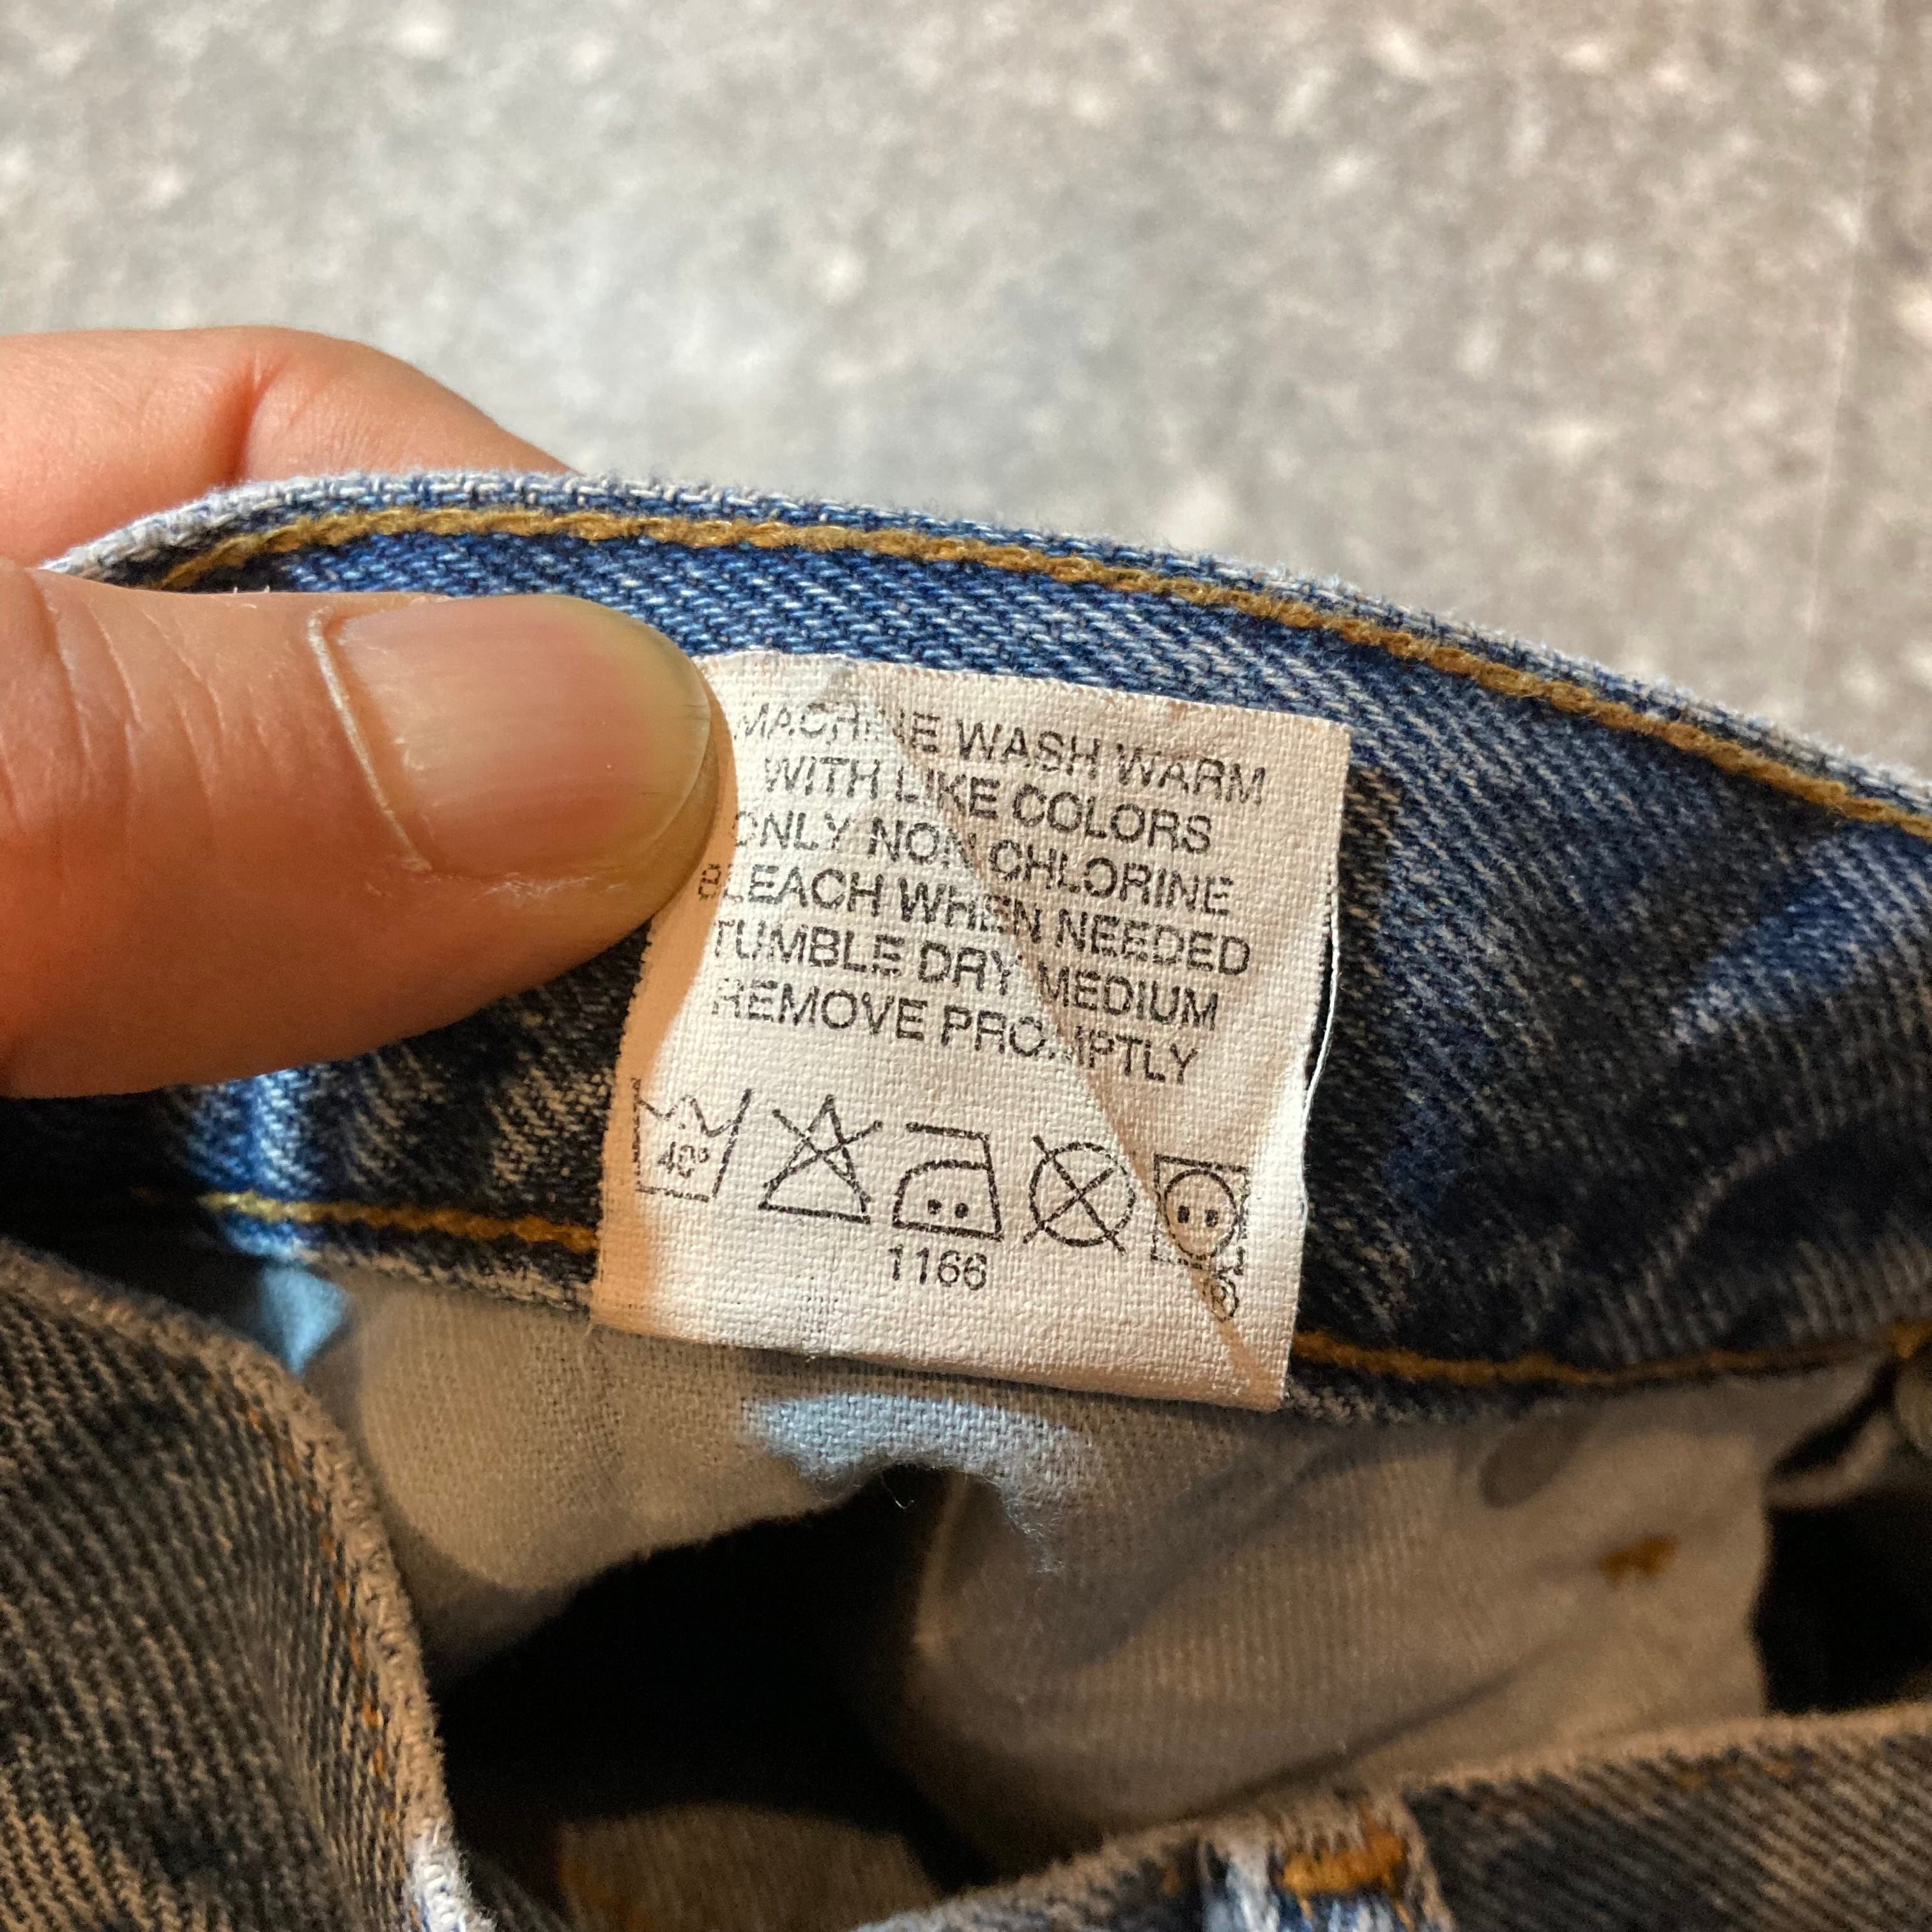 MACHINE WASH WARM
WITH LIKE COLORS
ONLY NON CHLORINE
BLEACH WHEN NEEDED
TUMBLE DRY MEDIUM
REMOVE PROMPTLY
40°
1166
®